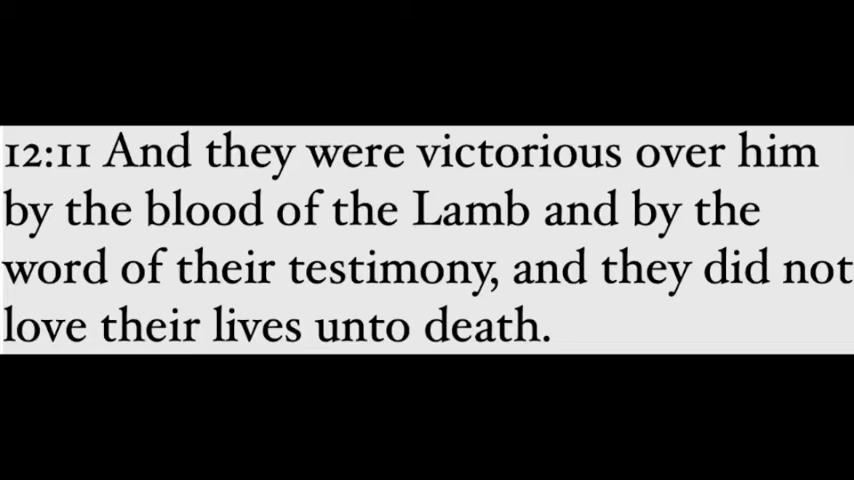 12:11 And they were victorious over him
by the blood of the Lamb and by the
word of their testimony, and they did not
love their lives unto death.